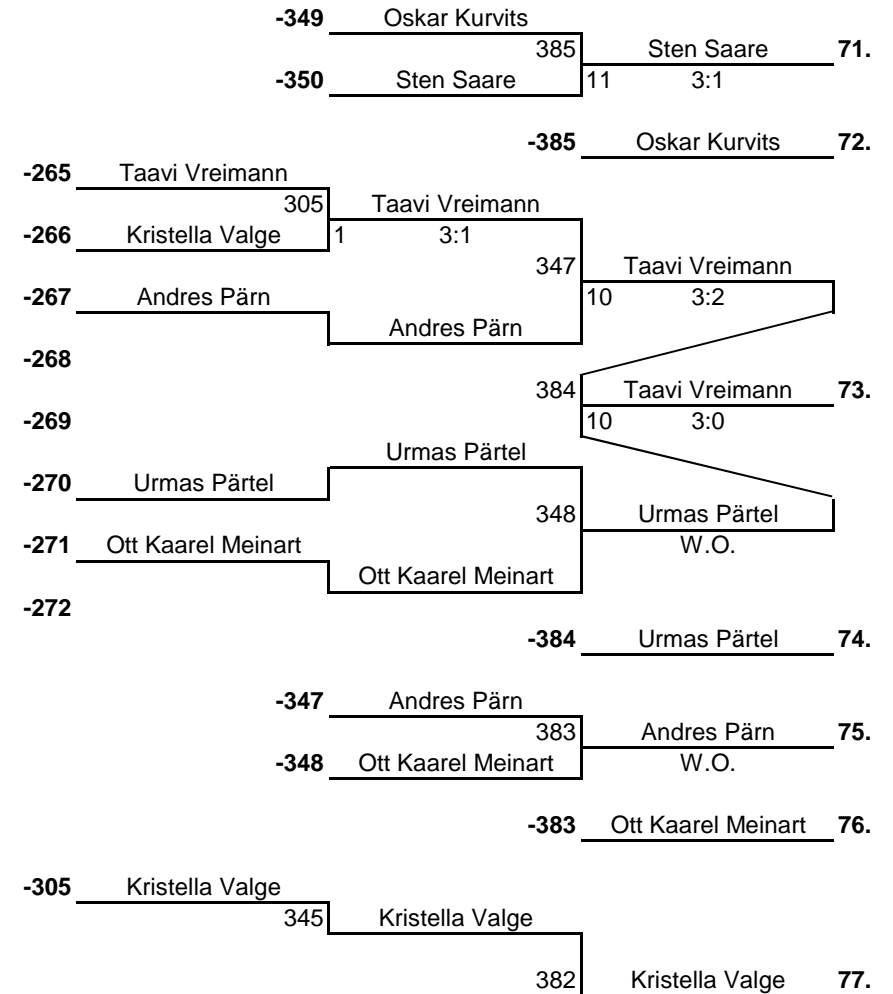 -349 Oskar Kurvits
385 Sten Saare 71.
-350 Sten Saare 11 3:1
-385 Oskar Kurvits 72.
-265 Taavi Vreimann
305 Taavi Vreimann
-266 Kristella Valge 1 3:1
347 Taavi Vreimann
-267 Andres Pärn 10 3:2
Andres Pärn
-268
384 Taavi Vreimann 73.
-269 10 3:0
Urmas Pärtel
-270 Urmas Pärtel
348 Urmas Pärtel
-271 Ott Kaarel Meinart W.O.
Ott Kaarel Meinart
-272
-384 Urmas Pärtel 74.
-347 Andres Pärn
383 Andres Pärn 75.
-348 Ott Kaarel Meinart W.O.
-383 Ott Kaarel Meinart 76.
-305 Kristella Valge
345 Kristella Valge
382 Kristella Valge 77.